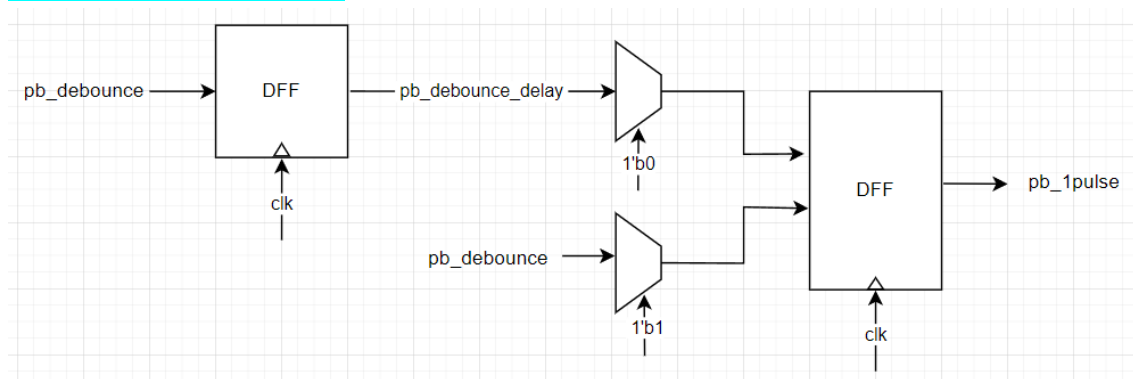 pb_debounce
DFF
clk
pb_debounce_delay
1'b0
pb_debounce
1'b1
DFF
clk
pb_1pulse